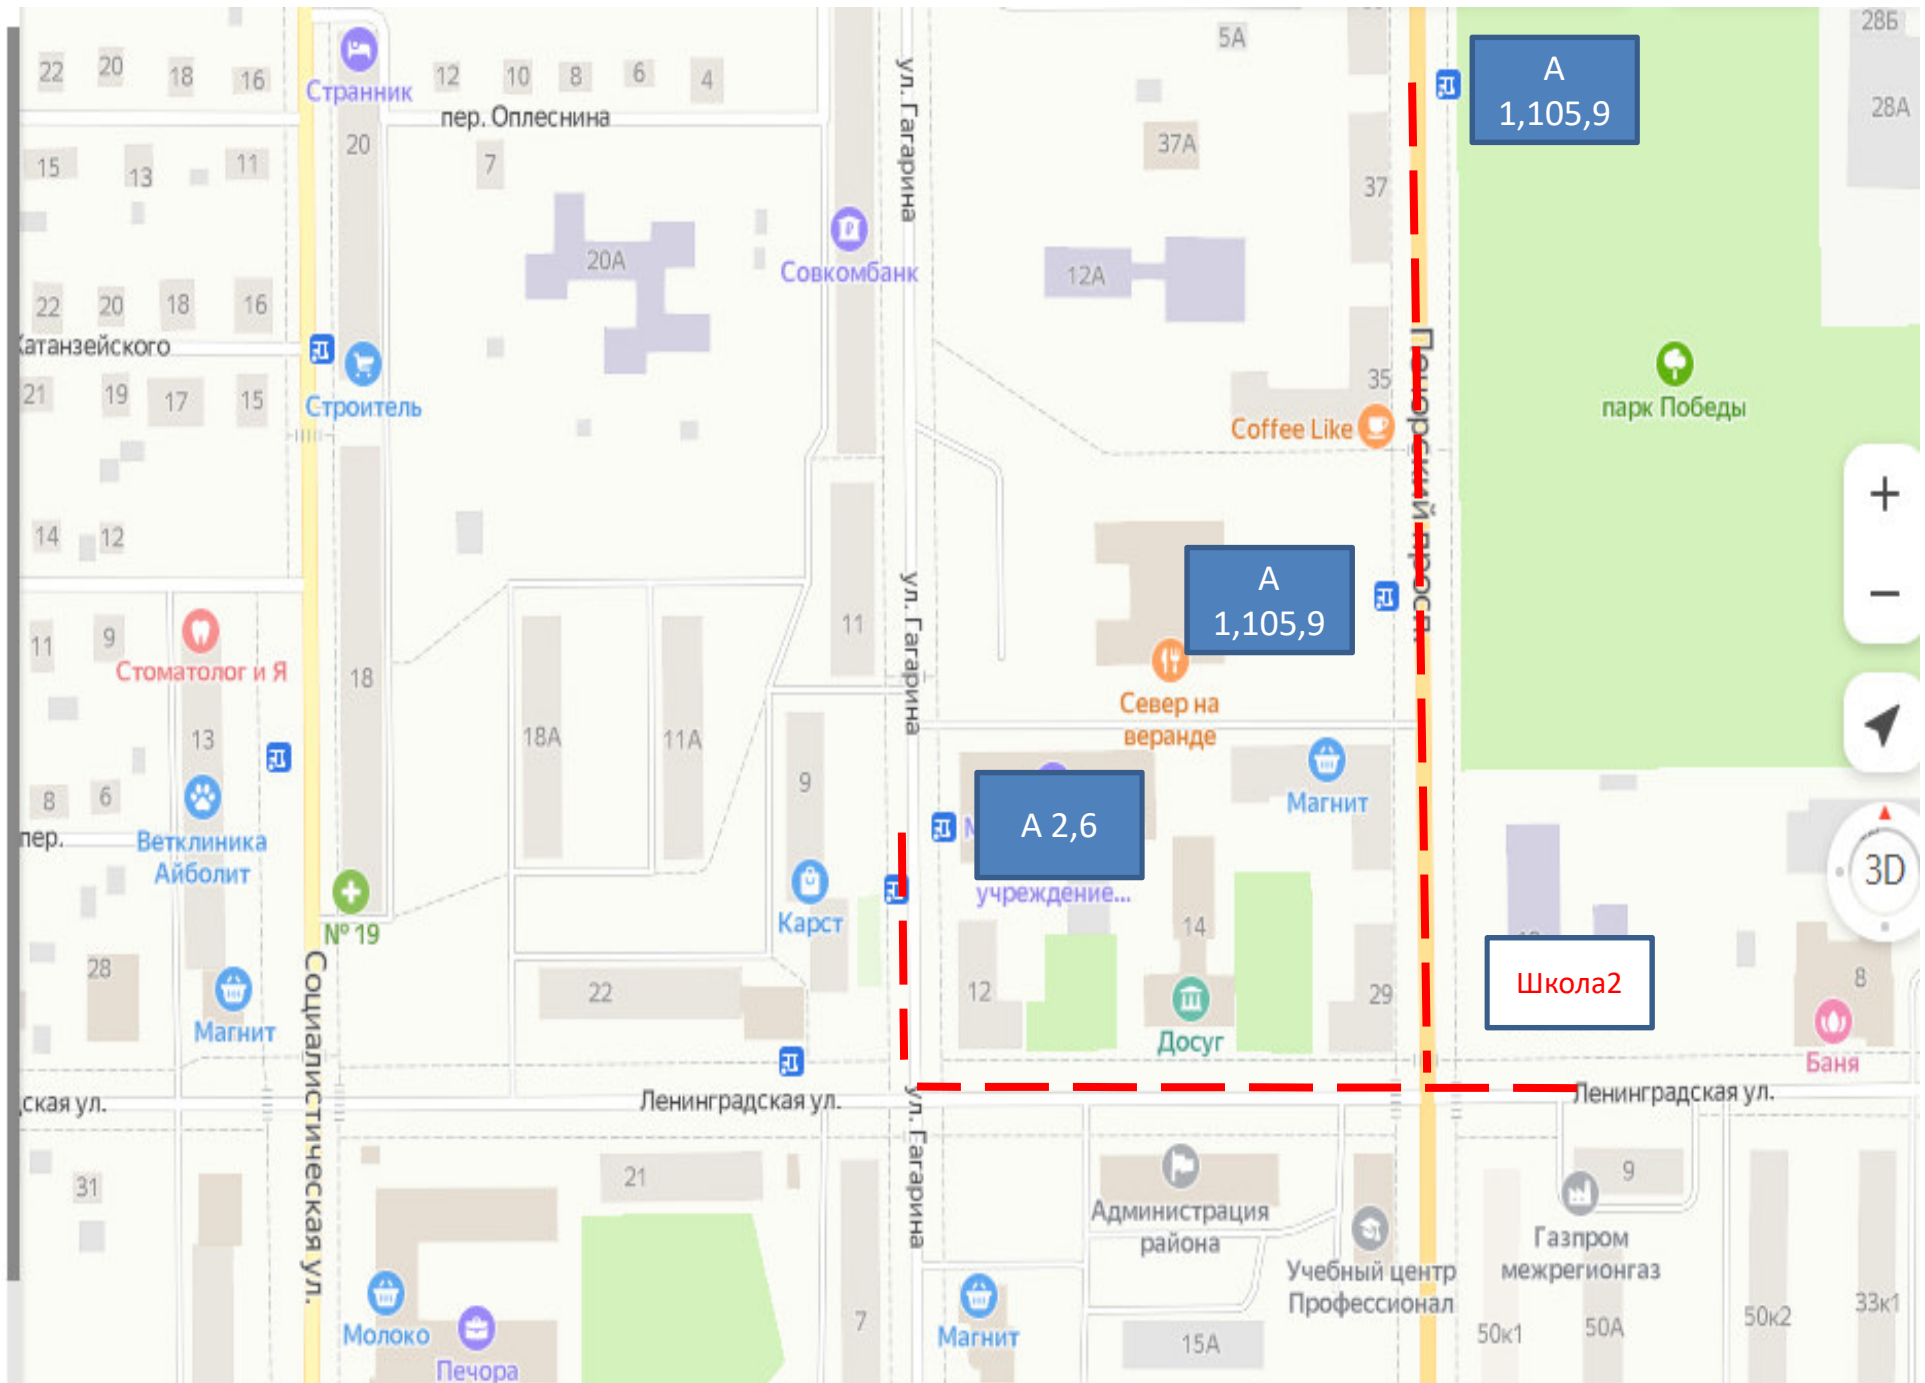 28Б
5А
А
1,105,9
22
20
18
16
Странник
12
10
8
6
4
пер. Оплеснина
ул. Гагарина
28А
20
37А
15
13
11
7
37
20А
Совкомбанк
12А
22
20
18
16
Катанзейского
Печорский просп.
21
19
17
15
Строитель
35
Coffee Like
парк Победы
14
12
А
1,105,9
ул. Гагарина
11
9
Стоматолог и Я
18
11
Север на
веранде
13
18А
11А
9
Магнит
8
6
А 2,6
пер.
Ветклиника
Айболит
3D
учреждение...
Карст
№ 19
14
28
22
12
29
Школа2
8
Магнит
Досуг
Баня
Социалистическая ул.
ская ул.
Ленинградская ул.
Ленинградская ул.
ул. Гагарина
31
21
9
Администрация
района
Газпром
межрегионгаз
Учебный центр
Профессионал
Молоко
7
Магнит
15А
50к1
50А
50к2
33к1
Печора